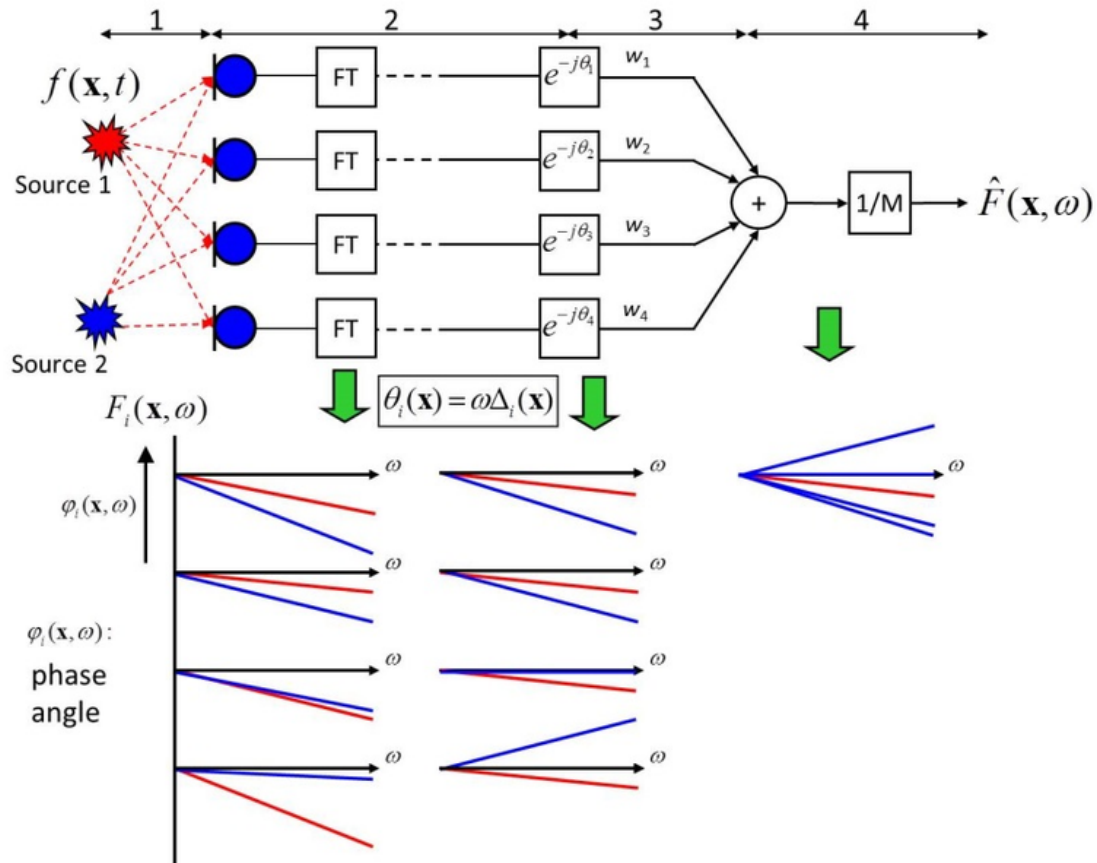 1 2 3 4
f(𝐱,t)
Source 1
Source 2
FT e^{-jθ₁} w₁
FT e^{-jθ₂} w₂
FT e^{-jθ₃} w₃
FT e^{-jθ₄} w₄
+ 1/M F̂(𝐱,ω)
θᵢ(𝐱)=ωΔᵢ(𝐱)
Fᵢ(𝐱,ω)
φᵢ(𝐱,ω)
ω ω ω
ω ω
ω ω
ω ω
φᵢ(𝐱,ω):
phase
angle